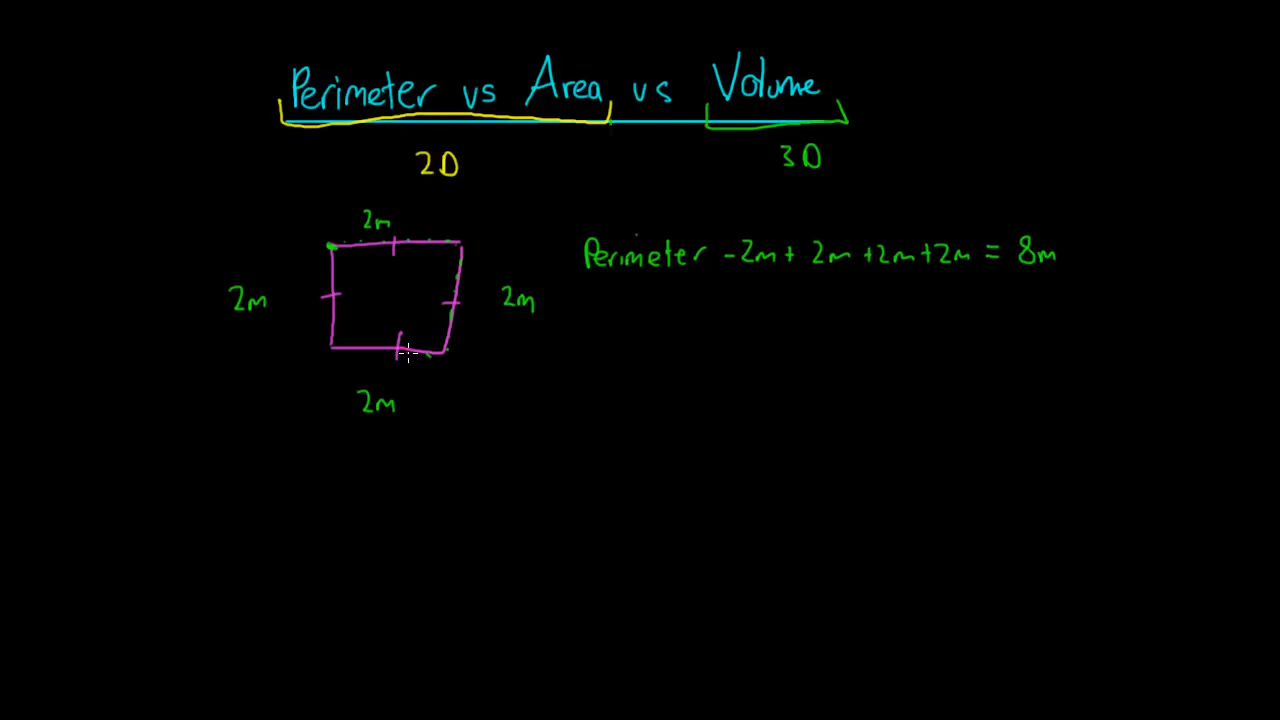 Perimeter vs Area vs Volume
2D 3D
2m
Perimeter - 2m + 2m + 2m + 2m = 8m
2m 2m
2m